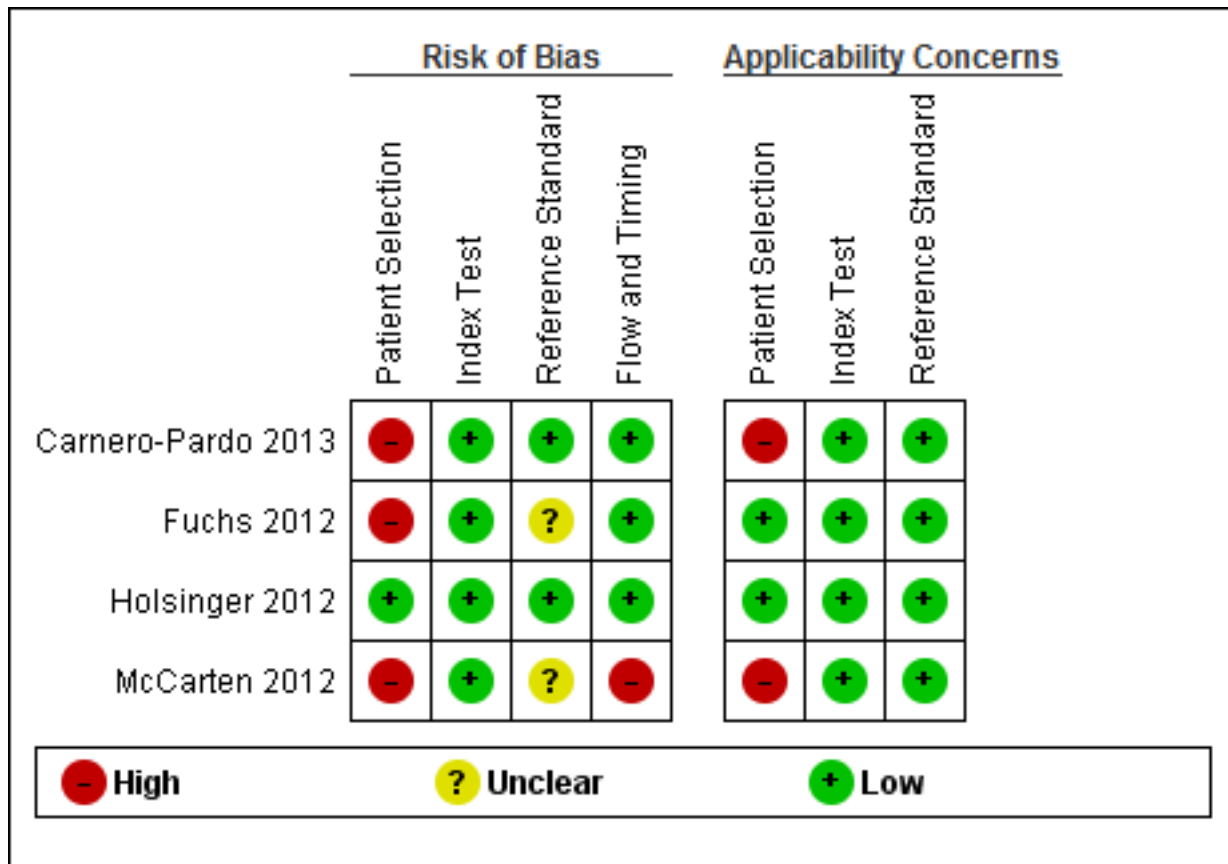 Risk of Bias
Applicability Concerns
Patient Selection
Index Test
Reference Standard
Flow and Timing
Patient Selection
Index Test
Reference Standard
Carnero-Pardo 2013 - + + + - + +
Fuchs 2012 - + ? + + + +
Holsinger 2012 + + + + + + +
McCarten 2012 - + ? - - + +
- High ? Unclear + Low